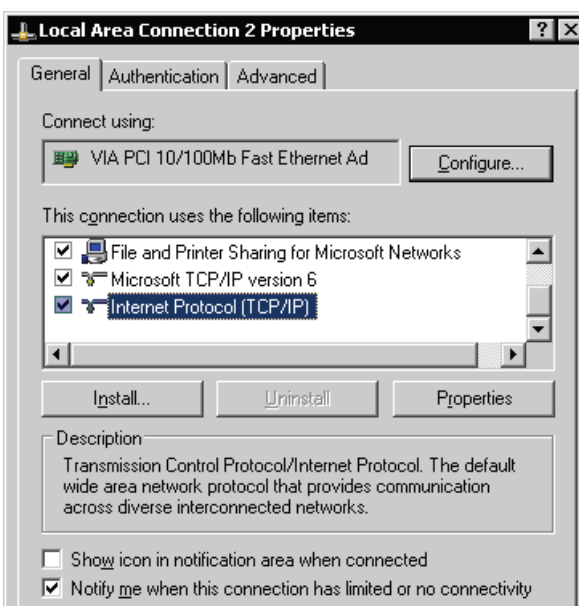 Local Area Connection 2 Properties ? X
General Authentication Advanced
Connect using:
VIA PCI 10/100Mb Fast Ethernet Ad Configure...
This connection uses the following items:
File and Printer Sharing for Microsoft Networks
Microsoft TCP/IP version 6
Internet Protocol (TCP/IP)
Install... Uninstall Properties
Description
Transmission Control Protocol/Internet Protocol. The default
wide area network protocol that provides communication
across diverse interconnected networks.
Show icon in notification area when connected
Notify me when this connection has limited or no connectivity